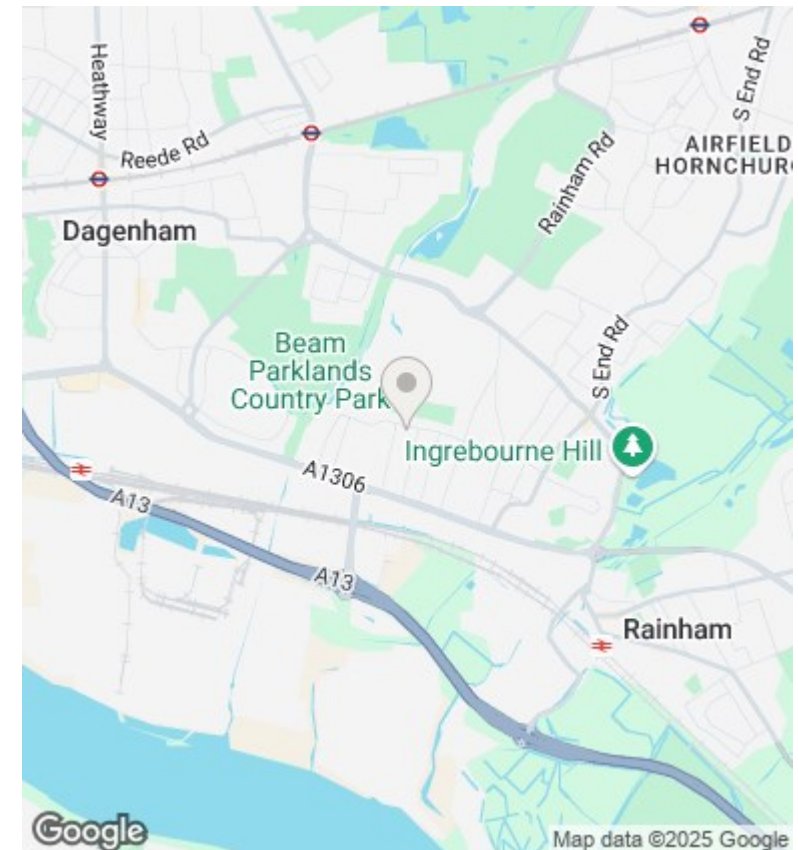 Heathway
S End Rd
Reede Rd
AIRFIELD
HORNCHURC
Rainham Rd
Dagenham
S End Rd
Beam
Parklands
Country Park
Ingrebourne Hill
A1306
A13
A13
Rainham
Google
Map data ©2025 Google